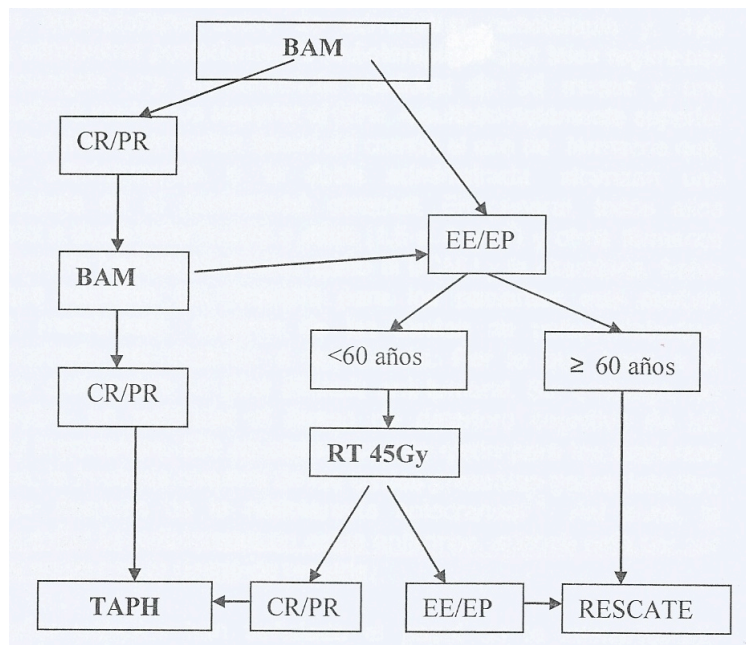 BAM
CR/PR
EE/EP
BAM
<60 años
≥ 60 años
CR/PR
RT 45Gy
TAPH
CR/PR
EE/EP
RESCATE